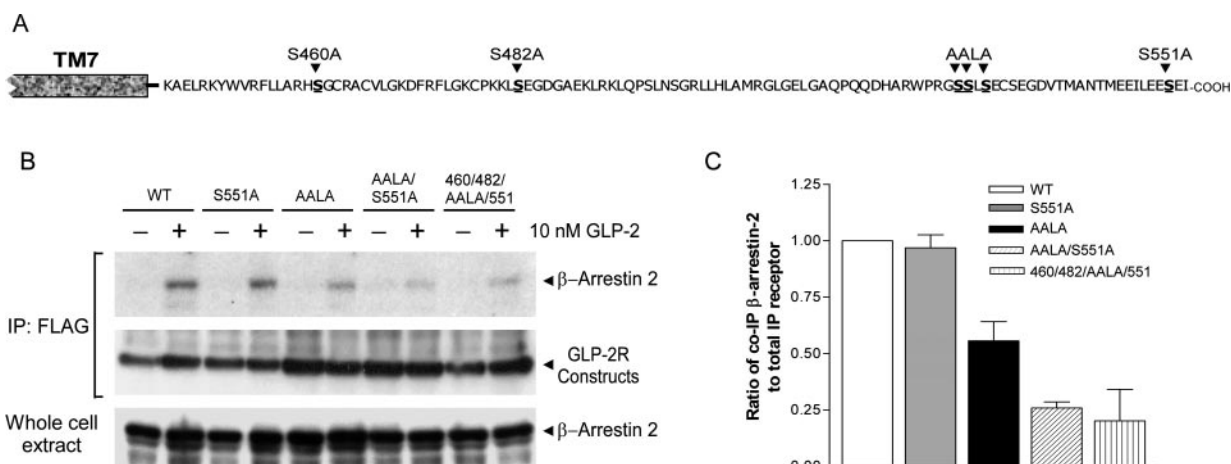 A
TM7
S460A
S482A
AALA
S551A
KAELRKYWVRFLLARHSGCRACVLGKDFRFLGKCPKKLSEGDGAEKLRKLQPSLNSGRLLHLAMRGLGELGAQPQQDHARWPRGSSLSECSEGDVTMANTMEEILEESEI-COOH
B
WT
S551A
AALA
AALA/
S551A
460/482/
AALA/551
– + – + – + – + – +
10 nM GLP-2
IP: FLAG
β–Arrestin 2
GLP-2R
Constructs
Whole cell
extract
β–Arrestin 2
C
Ratio of co-IP β-arrestin-2
to total IP receptor
1.25
1.00
0.75
0.50
0.25
0.00
WT
S551A
AALA
AALA/S551A
460/482/AALA/551